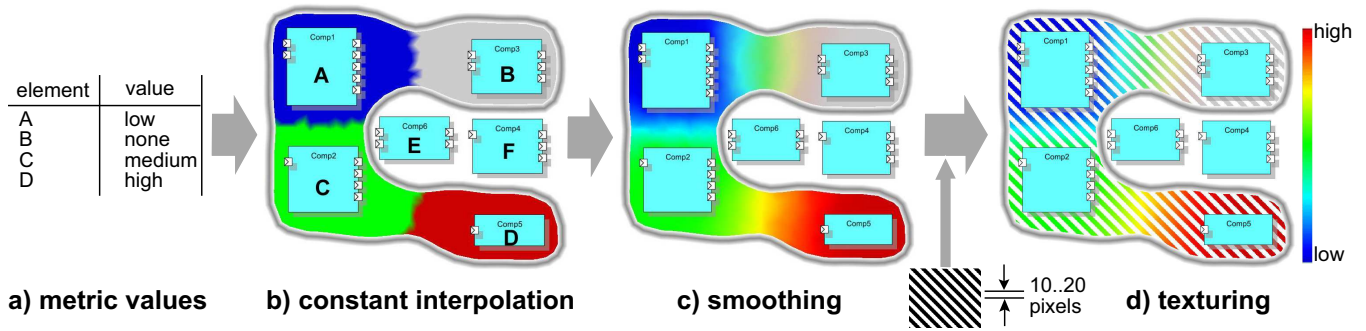 element value
A low
B none
C medium
D high
Comp1
A
Comp3
B
Comp6
E
Comp4
F
Comp2
C
Comp5
D
Comp1
Comp3
Comp6
Comp4
Comp2
Comp5
Comp1
Comp3
Comp6
Comp4
Comp2
Comp5
high
low
10..20
pixels
a) metric values
b) constant interpolation
c) smoothing
d) texturing